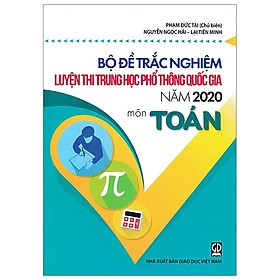 PHẠM ĐỨC TÀI (Chủ biên)
NGUYỄN NGỌC HẢI – LẠI TIẾN MINH
BỘ ĐỀ TRẮC NGHIỆM
LUYỆN THI TRUNG HỌC PHỔ THÔNG QUỐC GIA
NĂM 2020
môn TOÁN
π
NHÀ XUẤT BẢN GIÁO DỤC VIỆT NAM